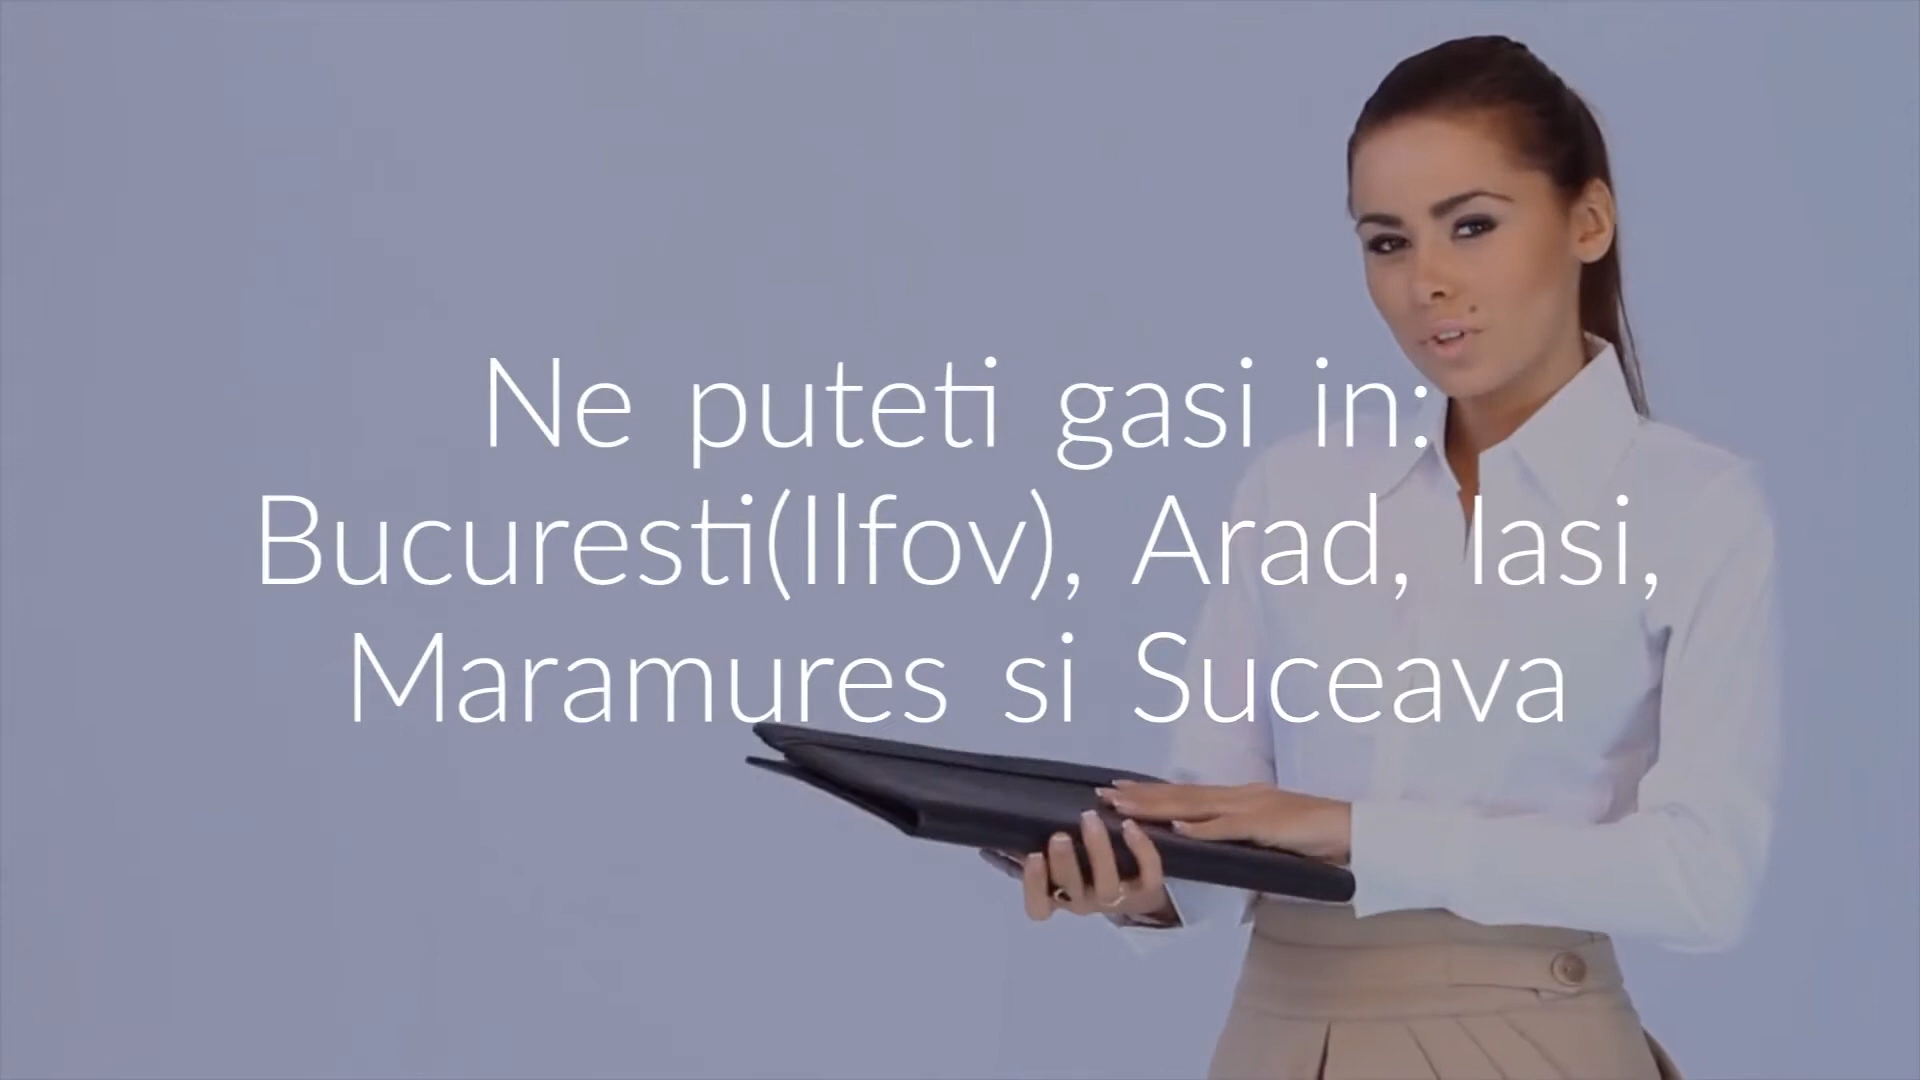 Ne puteti gasi in:
Bucuresti(Ilfov), Arad, Iasi,
Maramures si Suceava